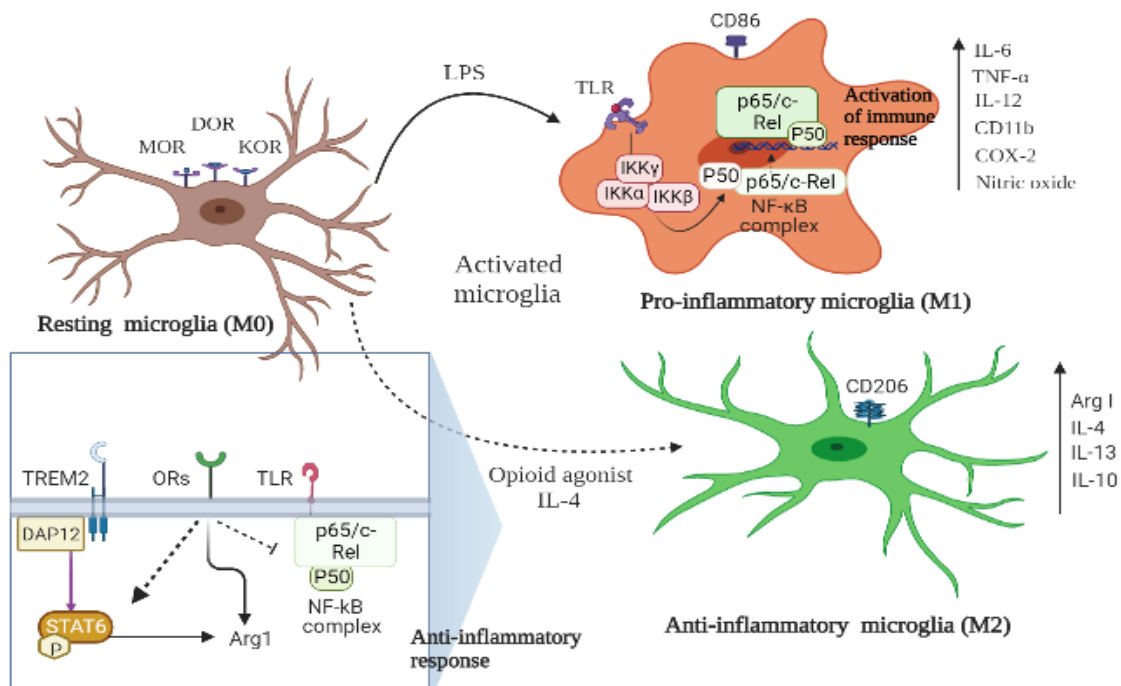 CD86
LPS
TLR
p65/c-
Rel
P50
Activation
of immune
response
IL-6
TNF-α
IL-12
CD11b
COX-2
Nitric oxide
DOR
MOR
KOR
IKKγ
IKKα
IKKβ
P50
p65/c-Rel
NF-κB
complex
Activated
microglia
Resting microglia (M0)
Pro-inflammatory microglia (M1)
CD206
Arg I
IL-4
IL-13
IL-10
Opioid agonist
IL-4
TREM2
ORs
TLR
DAP12
p65/c-
Rel
P50
NF-kB
complex
STAT6
P
Arg1
Anti-inflammatory
response
Anti-inflammatory microglia (M2)